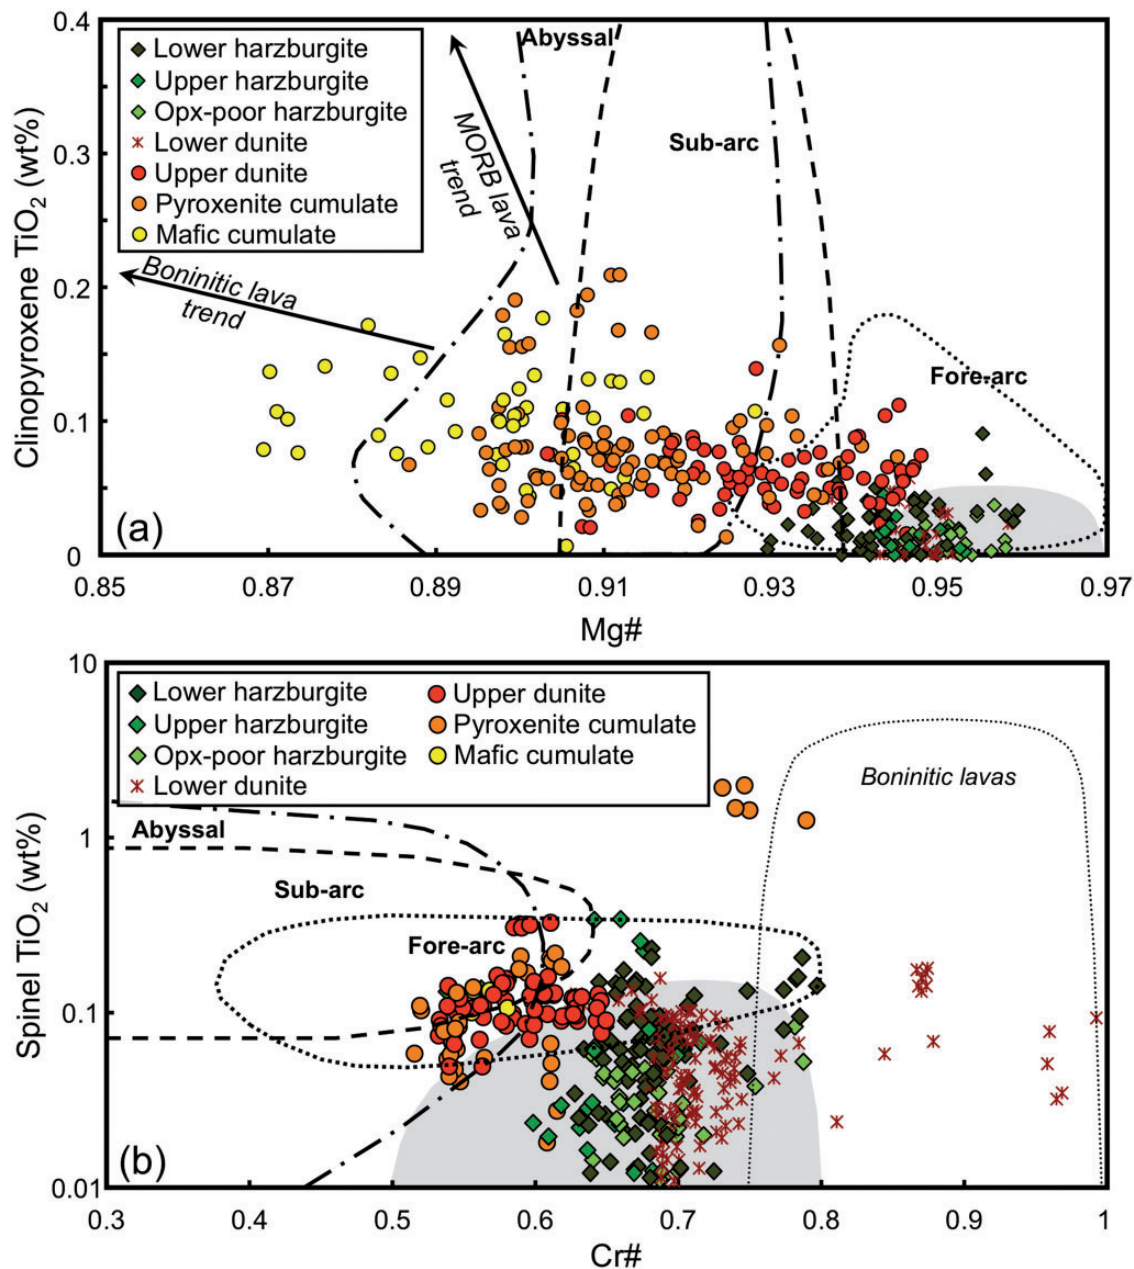 0.4
0.3
0.2
0.1
0
Clinopyroxene TiO₂ (wt%)
Lower harzburgite
Upper harzburgite
Opx-poor harzburgite
Lower dunite
Upper dunite
Pyroxenite cumulate
Mafic cumulate
Abyssal
MORB lava
trend
Sub-arc
Boninitic lava
trend
Fore-arc
(a)
0.85
0.87
0.89
0.91
0.93
0.95
0.97
Mg#
10
1
0.1
0.01
Spinel TiO₂ (wt%)
Lower harzburgite
Upper harzburgite
Opx-poor harzburgite
Lower dunite
Upper dunite
Pyroxenite cumulate
Mafic cumulate
Boninitic lavas
Abyssal
Sub-arc
Fore-arc
(b)
0.3
0.4
0.5
0.6
0.7
0.8
0.9
1
Cr#